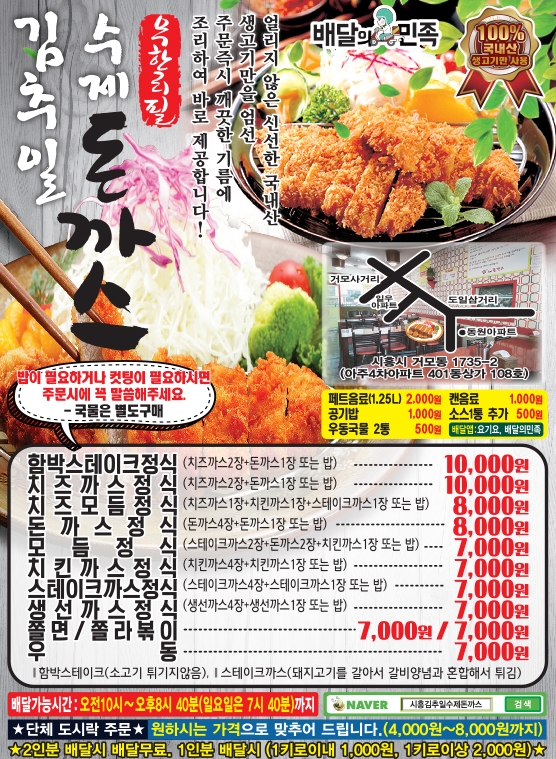 김추일
수제돈까스
무한리필
얼리지 않은 신선한 국내산
생고기만을 엄선
주문즉시 깨끗한 기름에
조리하여 바로 제공합니다!
배달의민족
100%
국내산
생고기만 사용
거모사거리
일우
아파트
도일삼거리
동원아파트
시흥시 거모동 1735-2
(아주4차아파트 401동상가 108호)
밥이 필요하거나 컷팅이 필요하시면
주문시에 꼭 말씀해주세요.
- 국물은 별도구매
페트음료(1.25L) 2,000원 캔음료 1,000원
공기밥 1,000원 소스1통 추가 500원
우동국물 2통 500원 배달앱:요기요, 배달의민족
함박스테이크정식 (치즈까스2장+돈까스1장 또는 밥) 10,000원
치즈까스정식 (치즈까스2장+돈까스1장 또는 밥) 10,000원
치즈모듬정식 (치즈까스1장+치킨까스1장+스테이크까스1장 또는 밥) 8,000원
돈까스정식 (돈까스4장+돈까스1장 또는 밥) 8,000원
모듬정식 (스테이크까스2장+돈까스2장+치킨까스1장 또는 밥) 7,000원
치킨까스정식 (치킨까스4장+치킨까스1장 또는 밥) 7,000원
스테이크까스정식 (스테이크까스4장+스테이크까스1장 또는 밥) 7,000원
생선까스정식 (생선까스4장+생선까스1장 또는 밥) 7,000원
쫄면/쫄라볶이 7,000원/7,000원
우동 7,000원
함박스테이크(소고기 튀기지않음), 스테이크까스(돼지고기를 갈아서 갈비양념과 혼합해서 튀김)
배달가능시간 : 오전10시~오후8시 40분(일요일은 7시 40분)까지 NAVER 시흥김추일수제돈까스 검색
★단체 도시락 주문★ 원하시는 가격으로 맞추어 드립니다.(4,000원~8,000원까지)
★2인분 배달시 배달무료. 1인분 배달시 (1키로이내 1,000원, 1키로이상 2,000원)★